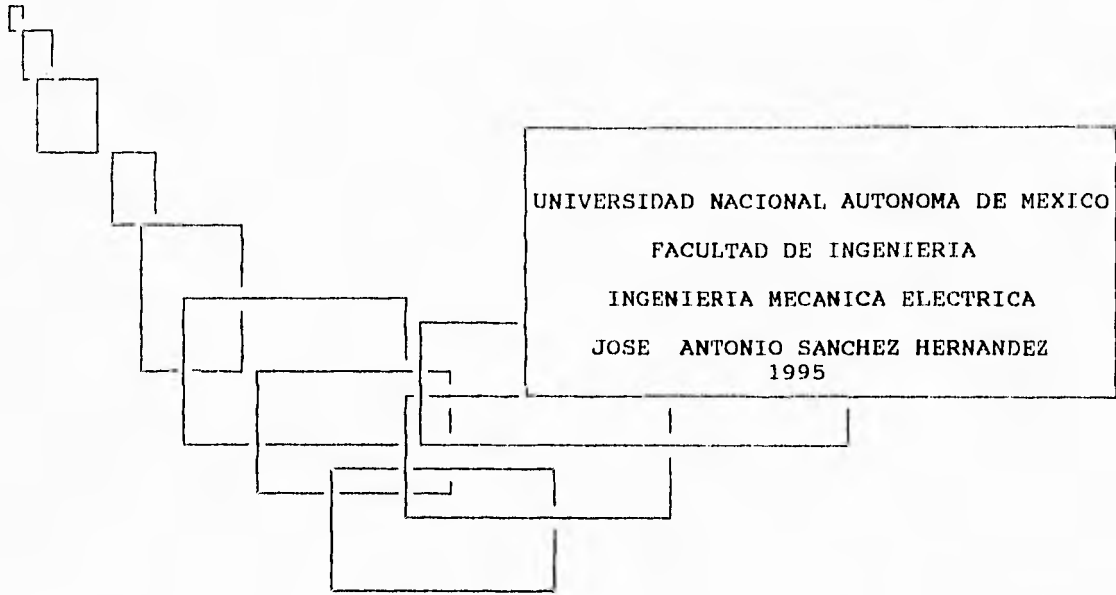 UNIVERSIDAD NACIONAL AUTONOMA DE MEXICO
FACULTAD DE INGENIERIA
INGENIERIA MECANICA ELECTRICA
JOSE ANTONIO SANCHEZ HERNANDEZ
1995